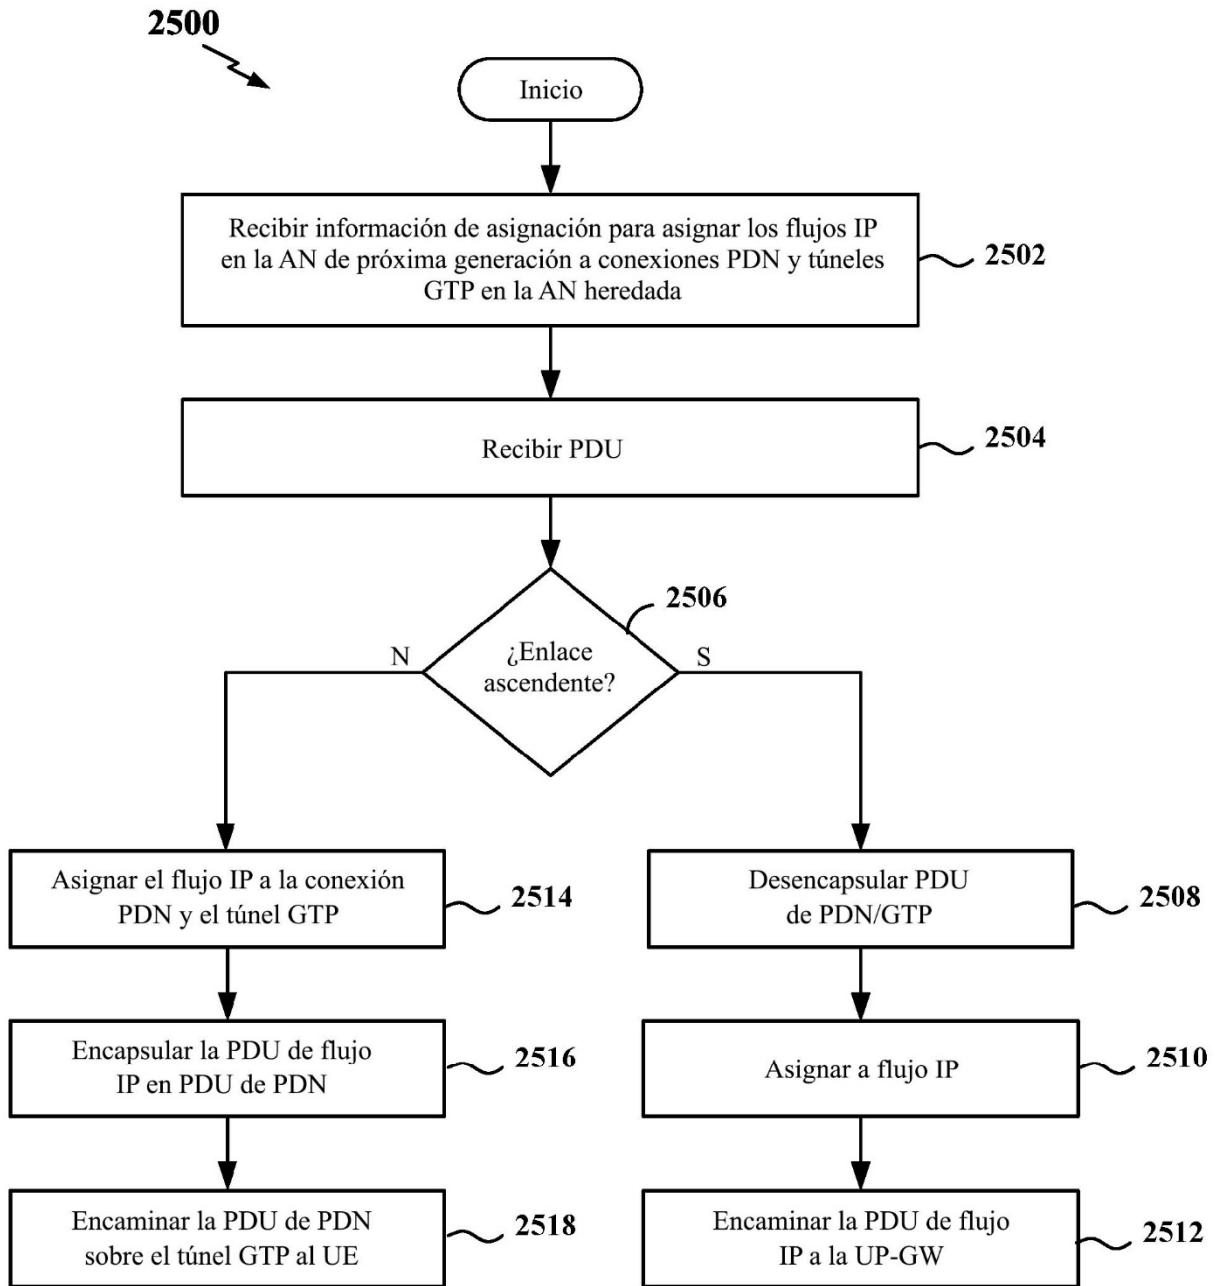 2500
Inicio
Recibir información de asignación para asignar los flujos IP
en la AN de próxima generación a conexiones PDN y túneles
GTP en la AN heredada
2502
Recibir PDU
2504
2506
¿Enlace
ascendente?
N
S
Asignar el flujo IP a la conexión
PDN y el túnel GTP
2514
Desencapsular PDU
de PDN/GTP
2508
Encapsular la PDU de flujo
IP en PDU de PDN
2516
Asignar a flujo IP
2510
Encaminar la PDU de PDN
sobre el túnel GTP al UE
2518
Encaminar la PDU de flujo
IP a la UP-GW
2512